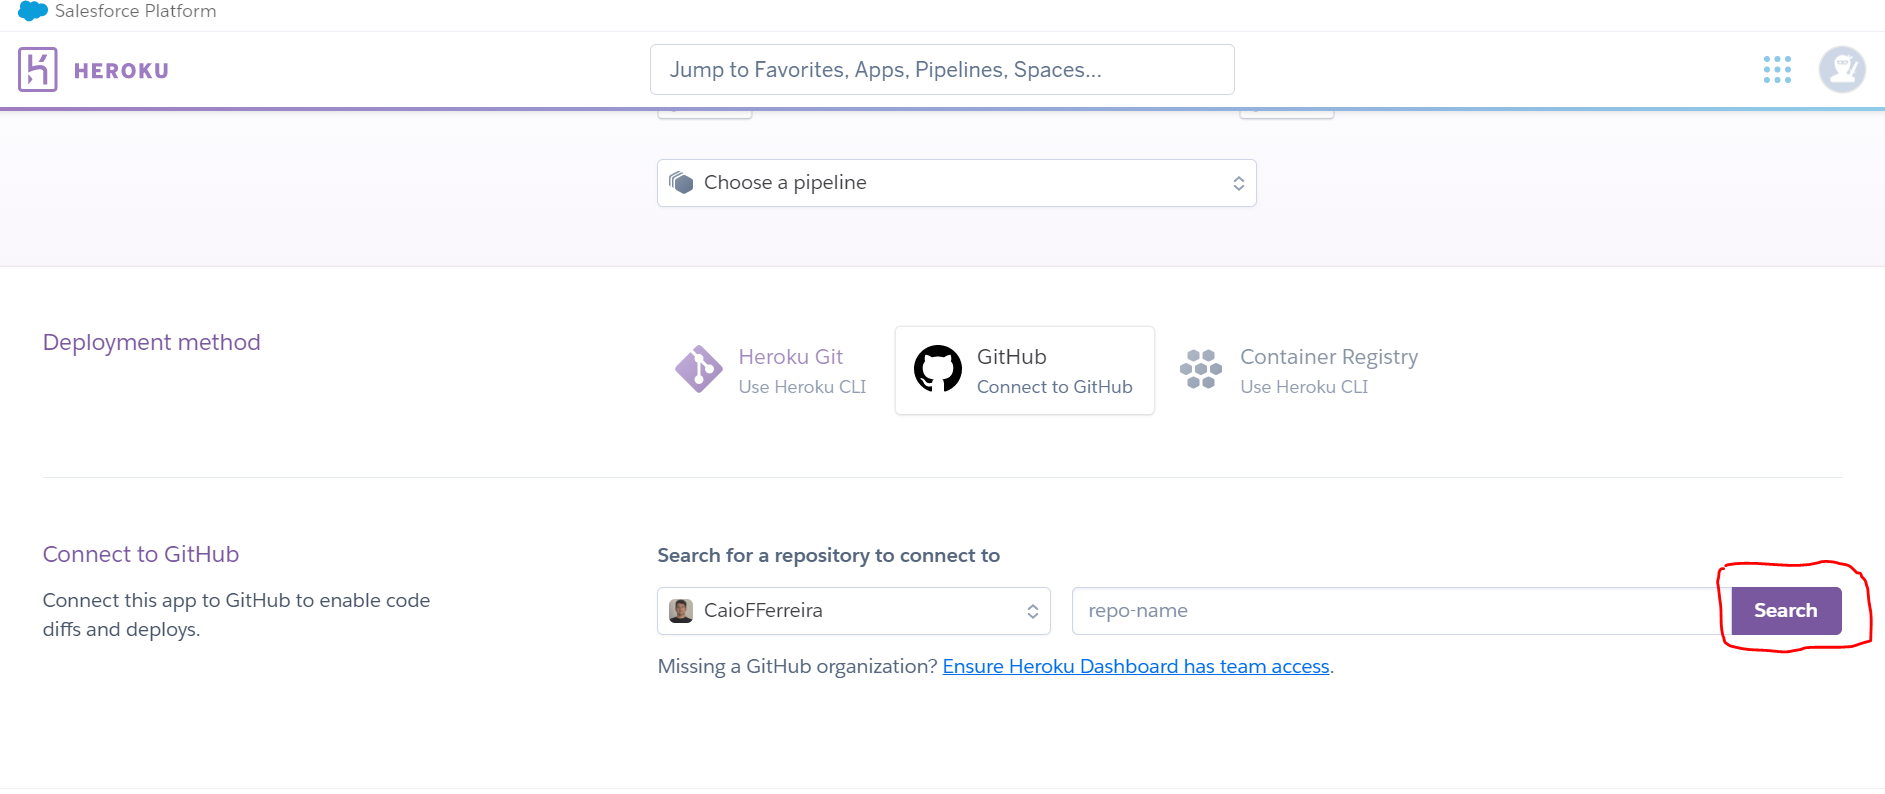 Salesforce Platform
HEROKU
Jump to Favorites, Apps, Pipelines, Spaces...
Choose a pipeline
Deployment method
Heroku Git
Use Heroku CLI
GitHub
Connect to GitHub
Container Registry
Use Heroku CLI
Connect to GitHub
Connect this app to GitHub to enable code
diffs and deploys.
Search for a repository to connect to
CaioFFerreira
repo-name
Search
Missing a GitHub organization? Ensure Heroku Dashboard has team access.